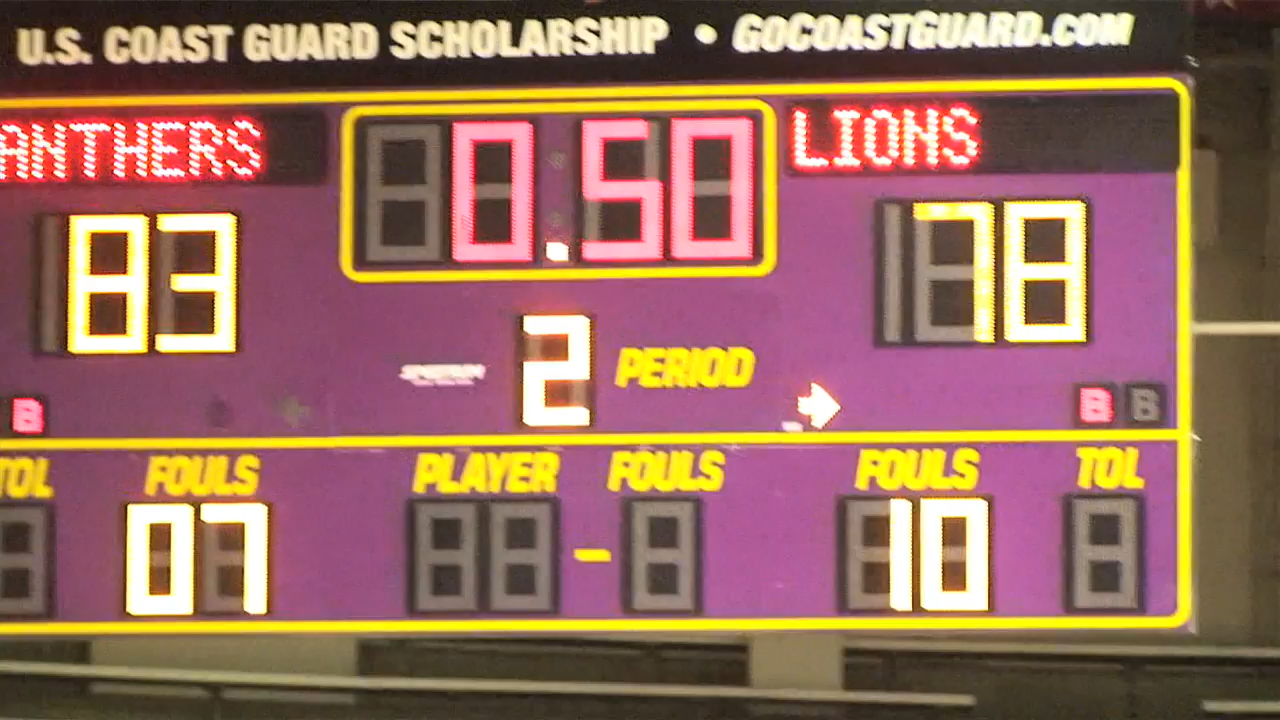 U.S. COAST GUARD SCHOLARSHIP • GOCOASTGUARD.COM
ANTHERS 0.50 LIONS
83 78
2 PERIOD
B B B
TOL FOULS PLAYER FOULS FOULS TOL
07 - 10